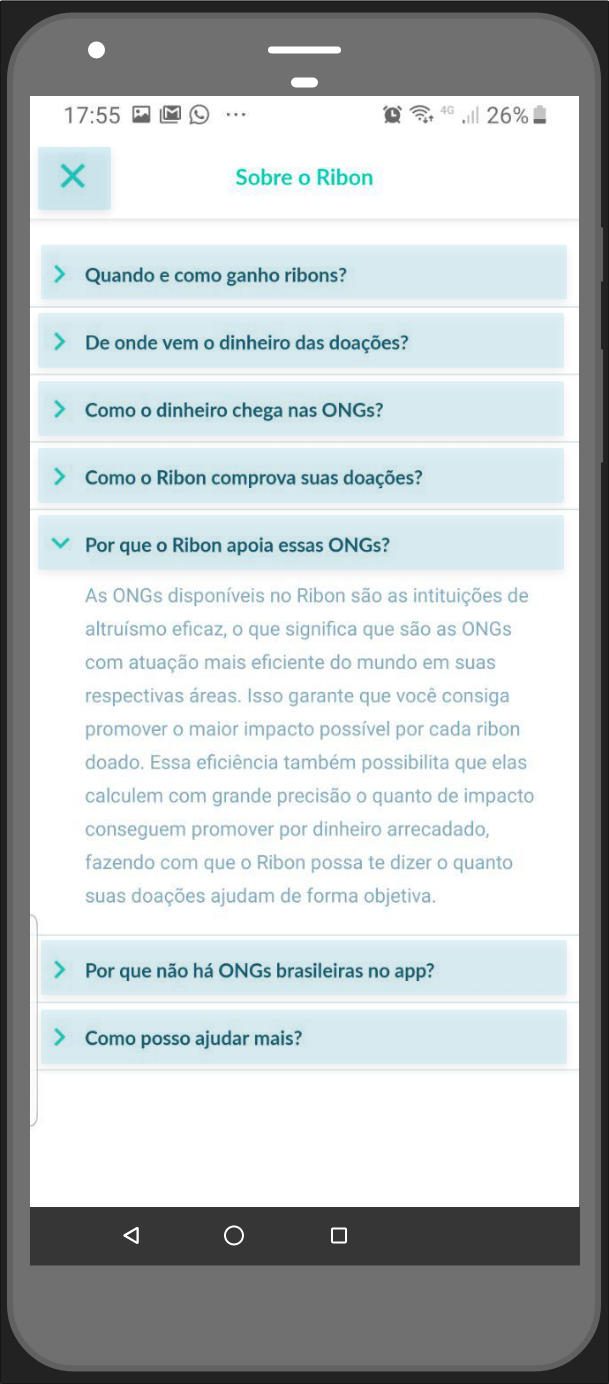 17:55 ... 4G 26%
Sobre o Ribon
Quando e como ganho ribons?
De onde vem o dinheiro das doações?
Como o dinheiro chega nas ONGs?
Como o Ribon comprova suas doações?
Por que o Ribon apoia essas ONGs?
As ONGs disponíveis no Ribon são as intituições de
altruísmo eficaz, o que significa que são as ONGs
com atuação mais eficiente do mundo em suas
respectivas áreas. Isso garante que você consiga
promover o maior impacto possível por cada ribon
doado. Essa eficiência também possibilita que elas
calculem com grande precisão o quanto de impacto
conseguem promover por dinheiro arrecadado,
fazendo com que o Ribon possa te dizer o quanto
suas doações ajudam de forma objetiva.
Por que não há ONGs brasileiras no app?
Como posso ajudar mais?